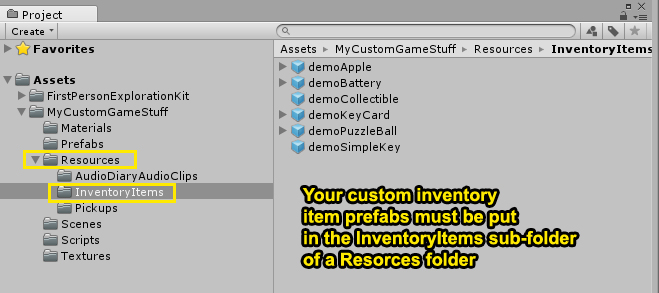 Project
Create
Favorites
Assets
FirstPersonExplorationKit
MyCustomGameStuff
Materials
Prefabs
Resources
AudioDiaryAudioClips
InventoryItems
Pickups
Scenes
Scripts
Textures
Assets MyCustomGameStuff Resources InventoryItems
demoApple
demoBattery
demoCollectible
demoKeyCard
demoPuzzleBall
demoSimpleKey
Your custom inventory
item prefabs must be put
in the InventoryItems sub-folder
of a Resorces folder